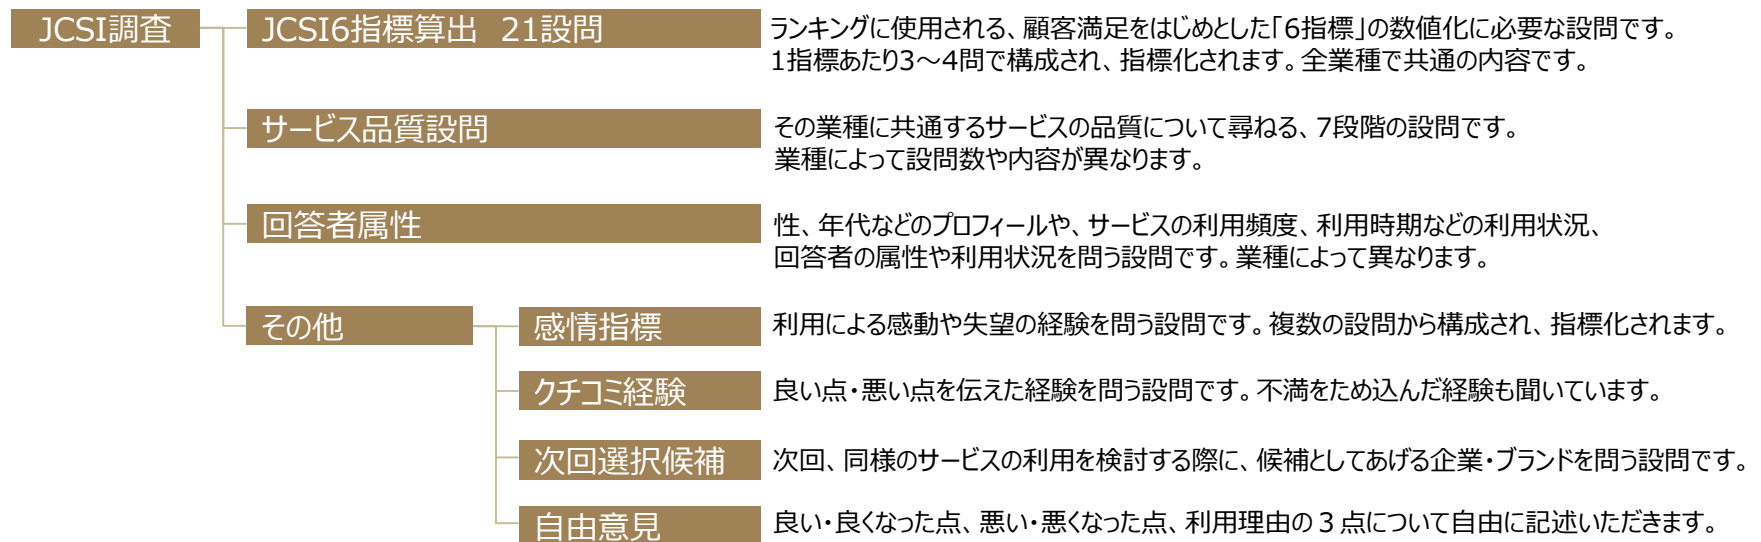 JCSI調査
JCSI6指標算出 21設問
ランキングに使用される、顧客満足をはじめとした「6指標」の数値化に必要な設問です。
1指標あたり3～4問で構成され、指標化されます。全業種で共通の内容です。
サービス品質設問
その業種に共通するサービスの品質について尋ねる、7段階の設問です。
業種によって設問数や内容が異なります。
回答者属性
性、年代などのプロフィールや、サービスの利用頻度、利用時期などの利用状況、
回答者の属性や利用状況を問う設問です。業種によって異なります。
その他
感情指標
利用による感動や失望の経験を問う設問です。複数の設問から構成され、指標化されます。
クチコミ経験
良い点・悪い点を伝えた経験を問う設問です。不満をため込んだ経験も聞いています。
次回選択候補
次回、同様のサービスの利用を検討する際に、候補としてあげる企業・ブランドを問う設問です。
自由意見
良い・良くなった点、悪い・悪くなった点、利用理由の３点について自由に記述いただきます。